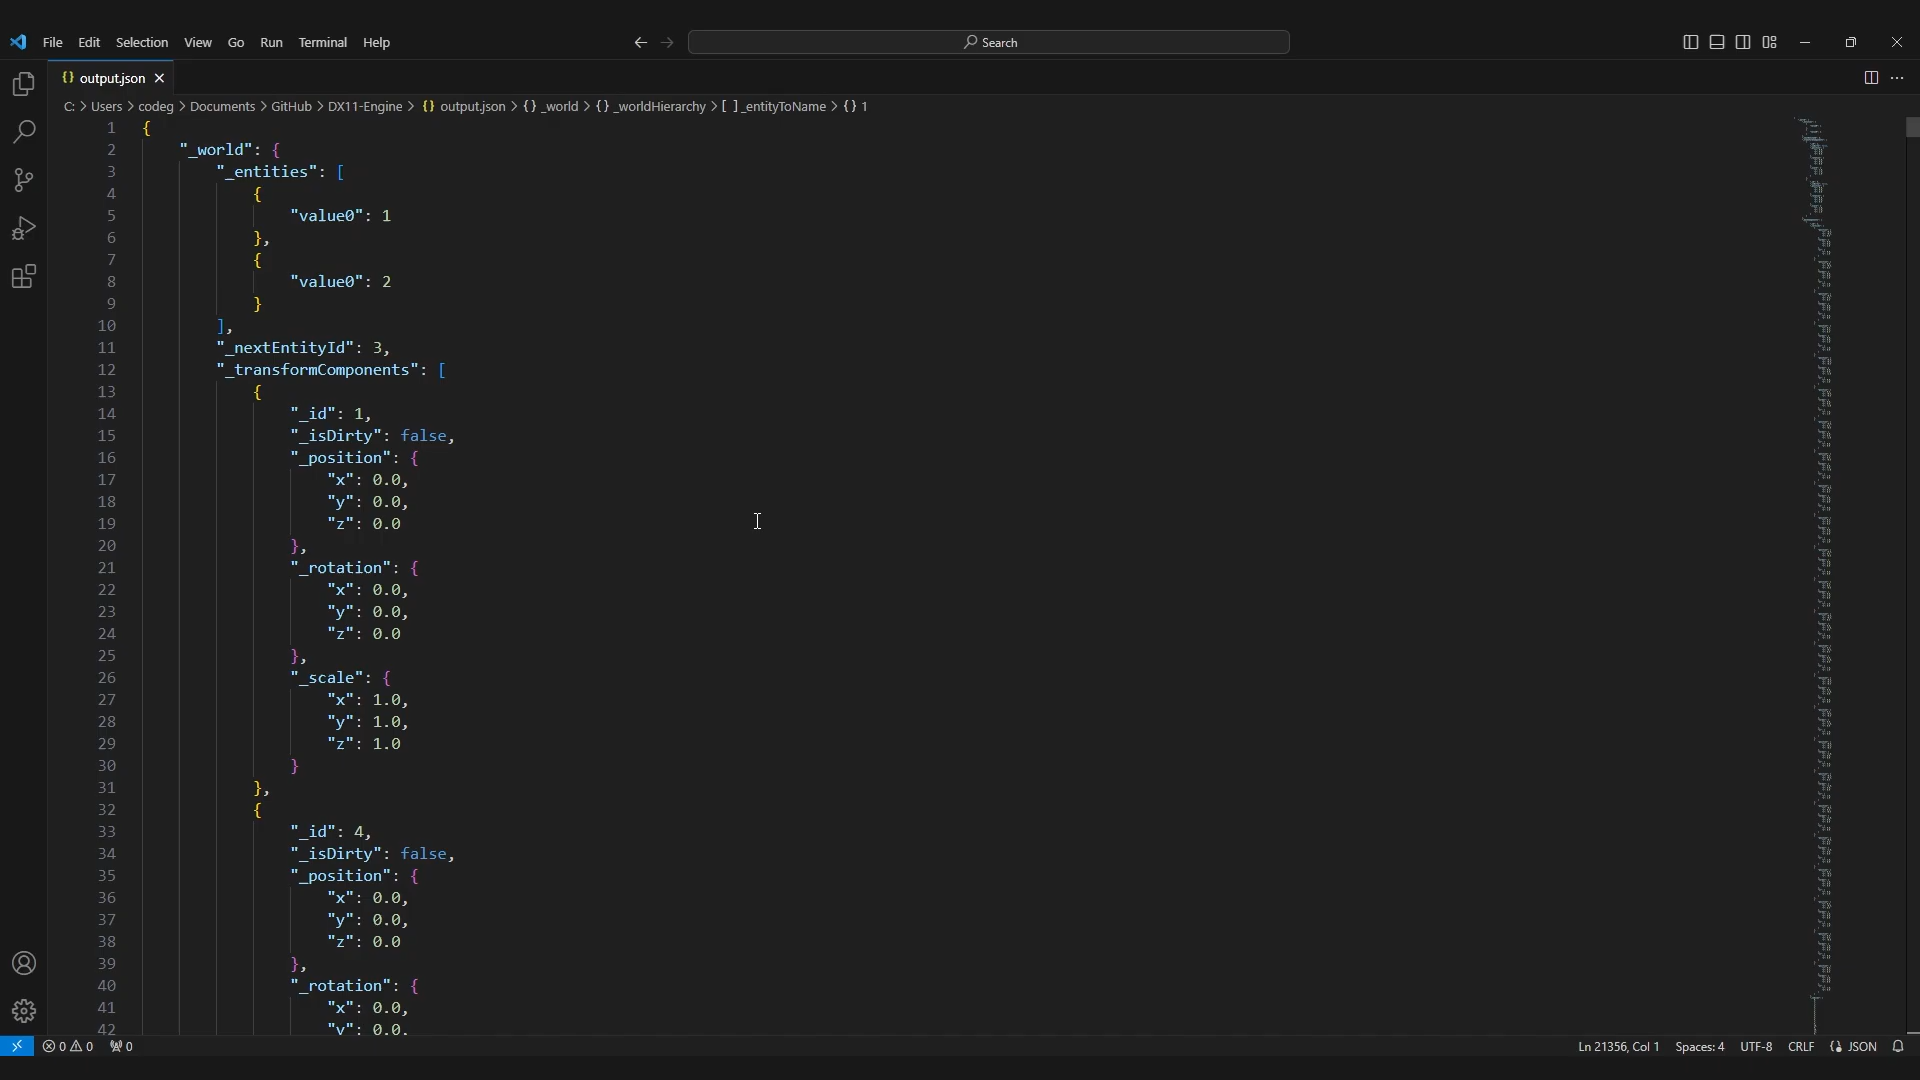 File Edit Selection View Go Run Terminal Help
Search
output.json
C: > Users > codeg > Documents > GitHub > DX11-Engine > {} output.json > {} _world > {} _worldHierarchy > [ ] _entityToName > {} 1
1 {
2 "_world": {
3 "_entities": [
4 {
5 "value0": 1
6 },
7 {
8 "value0": 2
9 }
10 ],
11 "_nextEntityId": 3,
12 "_transformComponents": [
13 {
14 "_id": 1,
15 "_isDirty": false,
16 "_position": {
17 "x": 0.0,
18 "y": 0.0,
19 "z": 0.0
20 },
21 "_rotation": {
22 "x": 0.0,
23 "y": 0.0,
24 "z": 0.0
25 },
26 "_scale": {
27 "x": 1.0,
28 "y": 1.0,
29 "z": 1.0
30 }
31 },
32 {
33 "_id": 4,
34 "_isDirty": false,
35 "_position": {
36 "x": 0.0,
37 "y": 0.0,
38 "z": 0.0
39 },
40 "_rotation": {
41 "x": 0.0,
42 "y": 0.0,
0 0 0 Ln 21356, Col 1 Spaces: 4 UTF-8 CRLF {} JSON